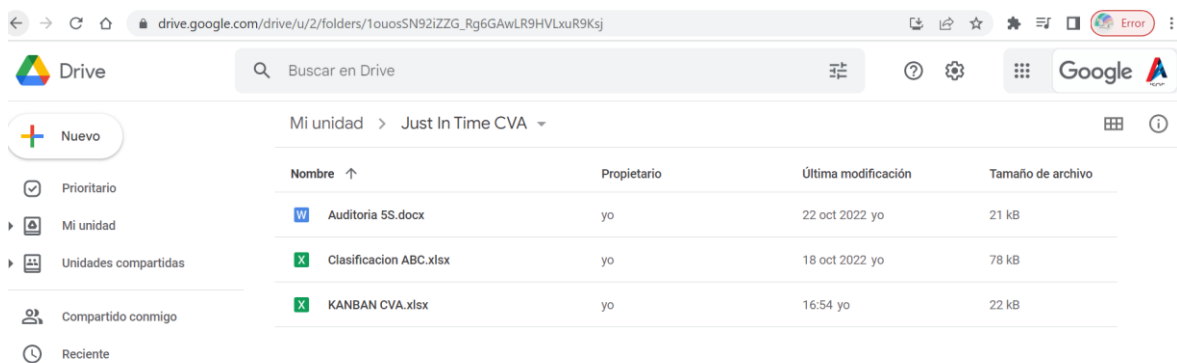 drive.google.com/drive/u/2/folders/1ouosSN92iZZG_Rg6GAwLR9HVLxuR9Ksj Error
Drive Buscar en Drive Google
Mi unidad > Just In Time CVA
Nuevo
Nombre ↑ Propietario Última modificación Tamaño de archivo
Prioritario
W Auditoria 5S.docx yo 22 oct 2022 yo 21 kB
Mi unidad
X Clasificacion ABC.xlsx yo 18 oct 2022 yo 78 kB
Unidades compartidas
X KANBAN CVA.xlsx yo 16:54 yo 22 kB
Compartido conmigo
Reciente